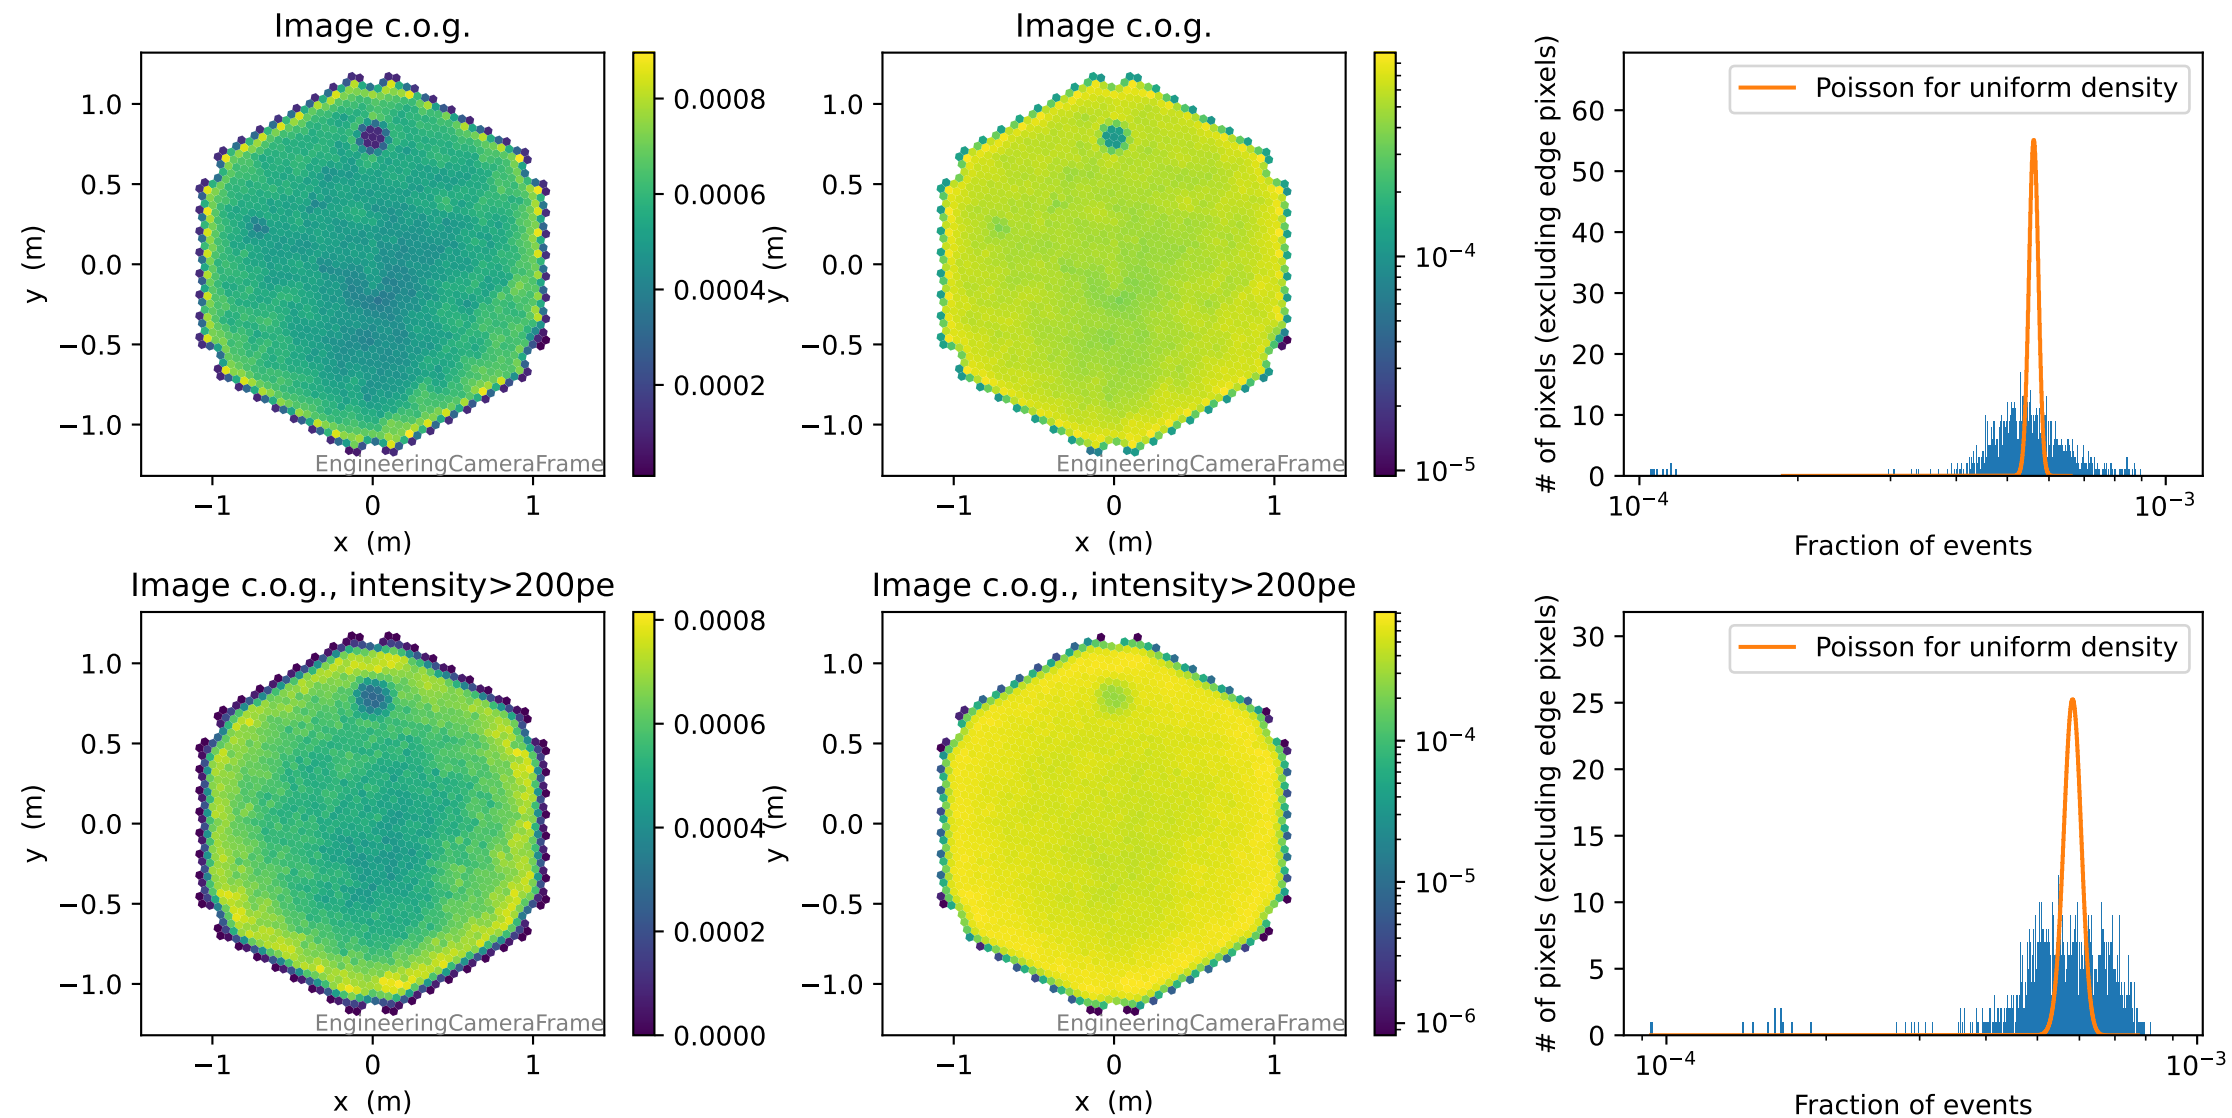 Image c.o.g.
1.0
0.5
0.0
−0.5
−1.0
y (m)
−1
0
1
x (m)
EngineeringCameraFrame
0.0008
0.0006
0.0004
0.0002
Image c.o.g.
1.0
0.5
0.0
−0.5
−1.0
y (m)
−1
0
1
x (m)
EngineeringCameraFrame
10⁻⁴
10⁻⁵
# of pixels (excluding edge pixels)
60
50
40
30
20
10
0
Poisson for uniform density
10⁻⁴
10⁻³
Fraction of events
Image c.o.g., intensity>200pe
1.0
0.5
0.0
−0.5
−1.0
y (m)
−1
0
1
x (m)
EngineeringCameraFrame
0.0008
0.0006
0.0004
0.0002
0.0000
Image c.o.g., intensity>200pe
1.0
0.5
0.0
−0.5
−1.0
y (m)
−1
0
1
x (m)
EngineeringCameraFrame
10⁻⁴
10⁻⁵
10⁻⁶
# of pixels (excluding edge pixels)
30
25
20
15
10
5
0
Poisson for uniform density
10⁻⁴
10⁻³
Fraction of events